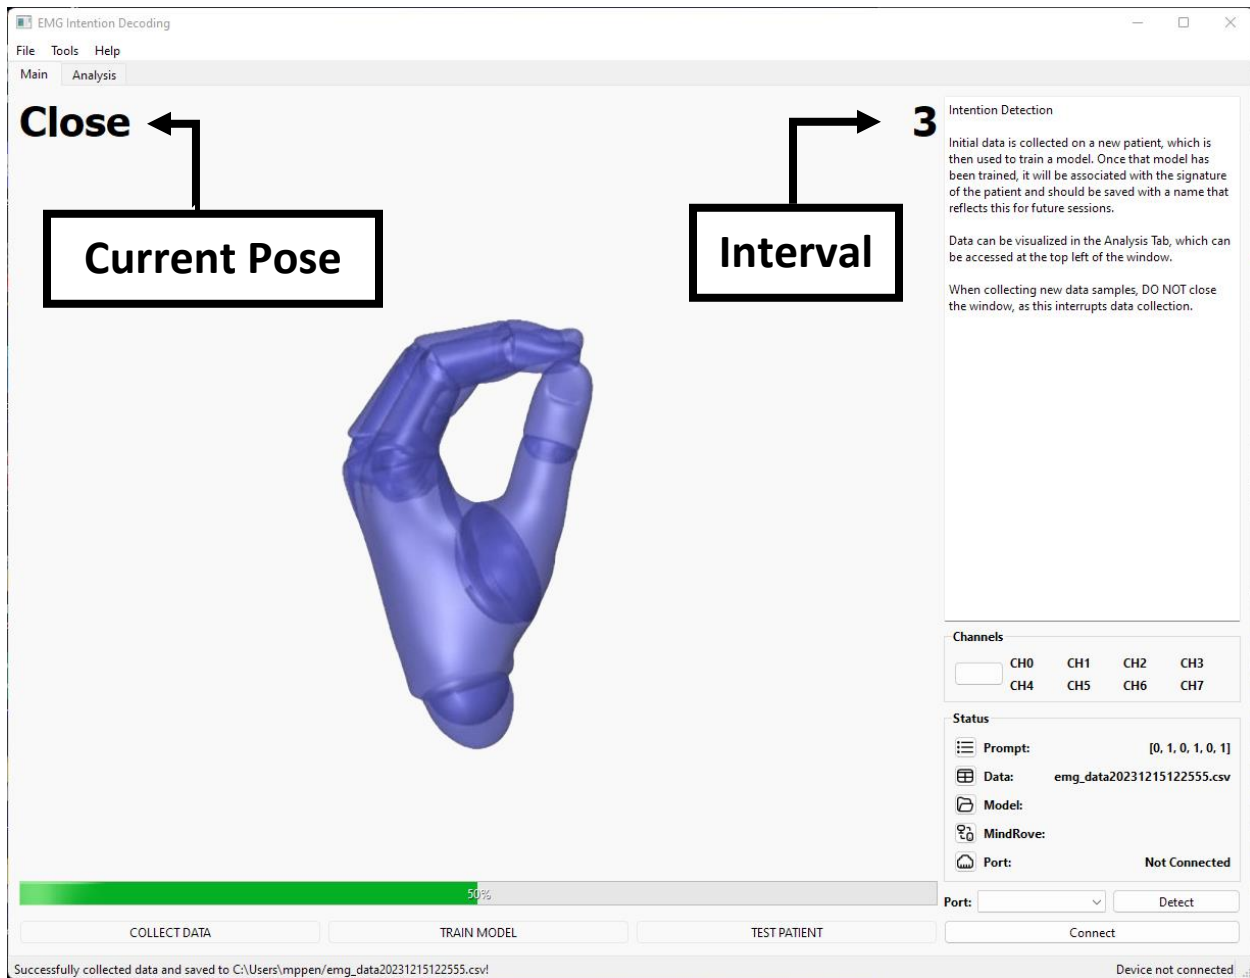 EMG Intention Decoding
File Tools Help
Main Analysis
Close
3
Current Pose
Interval
Intention Detection
Initial data is collected on a new patient, which is
then used to train a model. Once that model has
been trained, it will be associated with the signature
of the patient and should be saved with a name that
reflects this for future sessions.
Data can be visualized in the Analysis Tab, which can
be accessed at the top left of the window.
When collecting new data samples, DO NOT close
the window, as this interrupts data collection.
Channels
CH0 CH1 CH2 CH3
CH4 CH5 CH6 CH7
Status
Prompt: [0, 1, 0, 1, 0, 1]
Data: emg_data20231215122555.csv
Model:
MindRove:
Port: Not Connected
50%
Port: Detect
COLLECT DATA TRAIN MODEL TEST PATIENT Connect
Successfully collected data and saved to C:\Users\mppen/emg_data20231215122555.csv! Device not connected